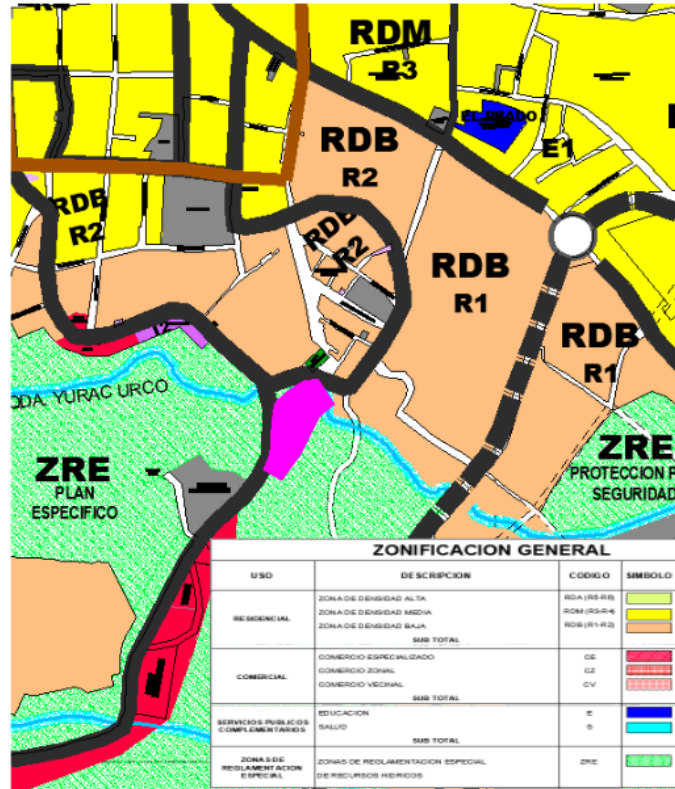 RDM
R3
EL PRADO
E1
RDB
R2
RDB
R2
RDB
R2
RDB
R1
RDB
R1
QDA. YURAC URCO
ZRE
PLAN
ESPECIFICO
ZRE
PROTECCION
SEGURIDAD
ZONIFICACION GENERAL
USO DESCRIPCION CODIGO SIMBOLO
RESIDENCIAL
ZONA DE DENSIDAD ALTA
ZONA DE DENSIDAD MEDIA RDM (R3-R4)
ZONA DE DENSIDAD BAJA RDB (R1-R2)
SUB TOTAL
COMERCIAL
COMERCIO ESPECIALIZADO CE
COMERCIO ZONAL CZ
COMERCIO VECINAL CV
SUB TOTAL
SERVICIOS PUBLICOS
COMPLEMENTARIOS
EDUCACION E
SALUD S
SUB TOTAL
ZONAS DE
REGLAMENTACION
ESPECIAL
ZONAS DE REGLAMENTACION ESPECIAL ZRE
DE RECURSOS HIDRICOS